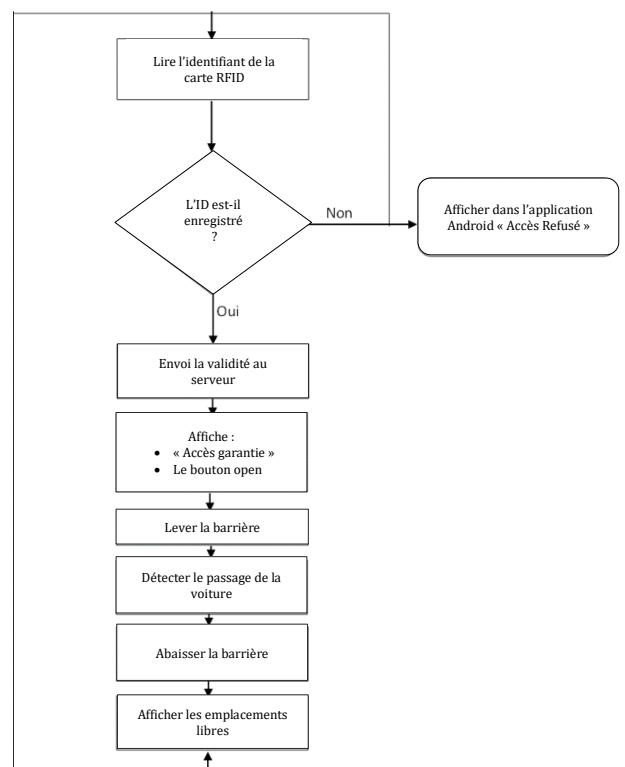 Lire l’identifiant de la
carte RFID
L’ID est-il
enregistré
?
Non
Afficher dans l’application
Android « Accès Refusé »
Oui
Envoi la validité au
serveur
Affiche :
• « Accès garantie »
• Le bouton open
Lever la barrière
Détecter le passage de la
voiture
Abaisser la barrière
Afficher les emplacements
libres